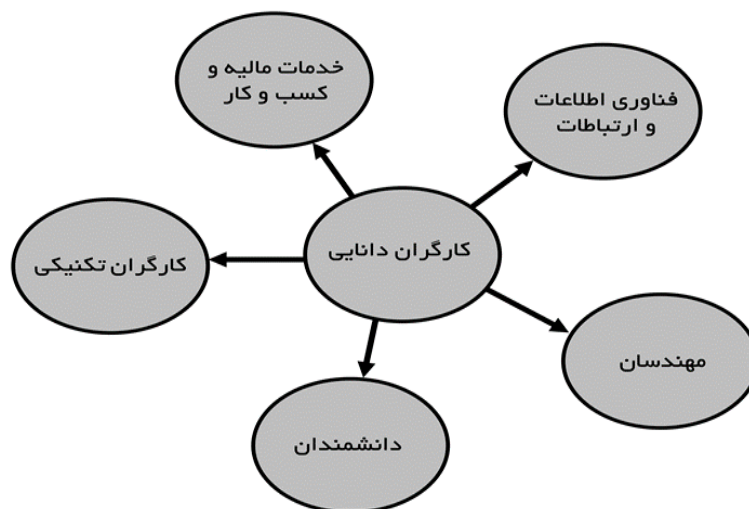 خدمات مالیه و
کسب و کار
فناوری اطلاعات
و ارتباطات
کارگران دانایی
کارگران تکنیکی
مهندسان
دانشمندان